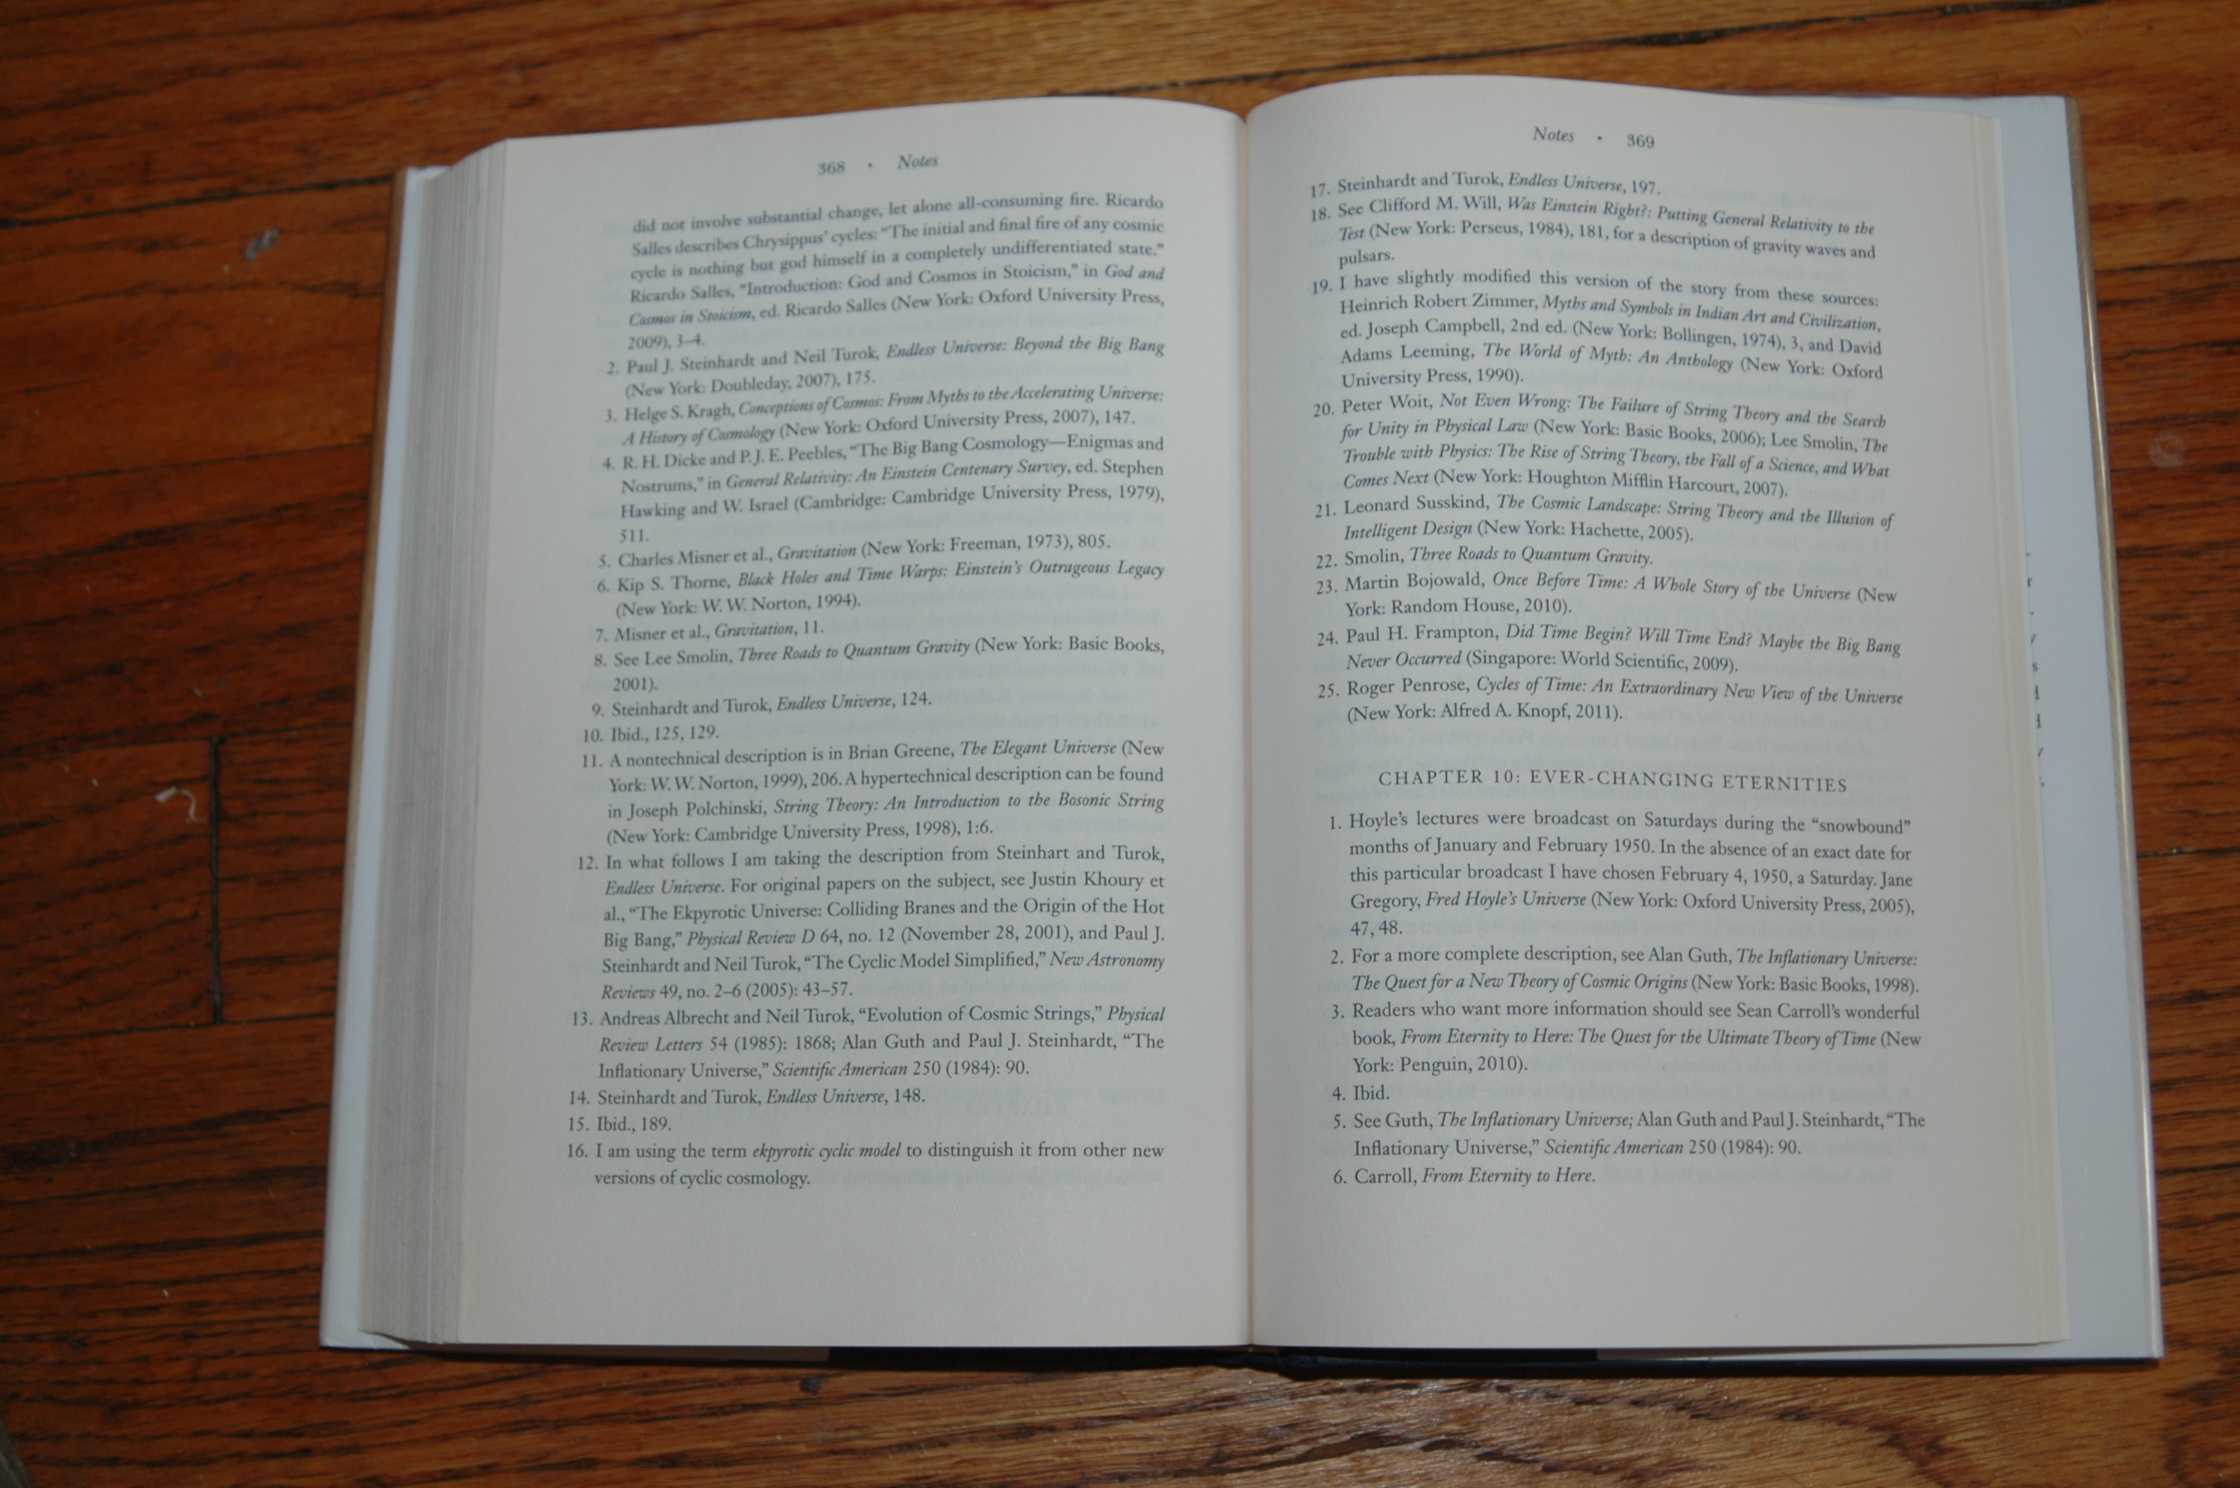 368 • Notes
did not involve substantial change, let alone all-consuming fire. Ricardo
Salles describes Chrysippus' cycles: “The initial and final fire of any cosmic
cycle is nothing but god himself in a completely undifferentiated state.”
Ricardo Salles, “Introduction: God and Cosmos in Stoicism,” in God and
Cosmos in Stoicism, ed. Ricardo Salles (New York: Oxford University Press,
2009), 3–4.
2. Paul J. Steinhardt and Neil Turok, Endless Universe: Beyond the Big Bang
(New York: Doubleday, 2007), 175.
3. Helge S. Kragh, Conceptions of Cosmos: From Myths to the Accelerating Universe:
A History of Cosmology (New York: Oxford University Press, 2007), 147.
4. R. H. Dicke and P. J. E. Peebles, “The Big Bang Cosmology—Enigmas and
Nostrums,” in General Relativity: An Einstein Centenary Survey, ed. Stephen
Hawking and W. Israel (Cambridge: Cambridge University Press, 1979),
511.
5. Charles Misner et al., Gravitation (New York: Freeman, 1973), 805.
6. Kip S. Thorne, Black Holes and Time Warps: Einstein's Outrageous Legacy
(New York: W. W. Norton, 1994).
7. Misner et al., Gravitation, 11.
8. See Lee Smolin, Three Roads to Quantum Gravity (New York: Basic Books,
2001).
9. Steinhardt and Turok, Endless Universe, 124.
10. Ibid., 125, 129.
11. A nontechnical description is in Brian Greene, The Elegant Universe (New
York: W. W. Norton, 1999), 206. A hypertechnical description can be found
in Joseph Polchinski, String Theory: An Introduction to the Bosonic String
(New York: Cambridge University Press, 1998), 1:6.
12. In what follows I am taking the description from Steinhart and Turok,
Endless Universe. For original papers on the subject, see Justin Khoury et
al., “The Ekpyrotic Universe: Colliding Branes and the Origin of the Hot
Big Bang,” Physical Review D 64, no. 12 (November 28, 2001), and Paul J.
Steinhardt and Neil Turok, “The Cyclic Model Simplified,” New Astronomy
Reviews 49, no. 2–6 (2005): 43–57.
13. Andreas Albrecht and Neil Turok, “Evolution of Cosmic Strings,” Physical
Review Letters 54 (1985): 1868; Alan Guth and Paul J. Steinhardt, “The
Inflationary Universe,” Scientific American 250 (1984): 90.
14. Steinhardt and Turok, Endless Universe, 148.
15. Ibid., 189.
16. I am using the term ekpyrotic cyclic model to distinguish it from other new
versions of cyclic cosmology.
Notes • 369
17. Steinhardt and Turok, Endless Universe, 197.
18. See Clifford M. Will, Was Einstein Right?: Putting General Relativity to the
Test (New York: Perseus, 1984), 181, for a description of gravity waves and
pulsars.
19. I have slightly modified this version of the story from these sources:
Heinrich Robert Zimmer, Myths and Symbols in Indian Art and Civilization,
ed. Joseph Campbell, 2nd ed. (New York: Bollingen, 1974), 3, and David
Adams Leeming, The World of Myth: An Anthology (New York: Oxford
University Press, 1990).
20. Peter Woit, Not Even Wrong: The Failure of String Theory and the Search
for Unity in Physical Law (New York: Basic Books, 2006); Lee Smolin, The
Trouble with Physics: The Rise of String Theory, the Fall of a Science, and What
Comes Next (New York: Houghton Mifflin Harcourt, 2007).
21. Leonard Susskind, The Cosmic Landscape: String Theory and the Illusion of
Intelligent Design (New York: Hachette, 2005).
22. Smolin, Three Roads to Quantum Gravity.
23. Martin Bojowald, Once Before Time: A Whole Story of the Universe (New
York: Random House, 2010).
24. Paul H. Frampton, Did Time Begin? Will Time End? Maybe the Big Bang
Never Occurred (Singapore: World Scientific, 2009).
25. Roger Penrose, Cycles of Time: An Extraordinary New View of the Universe
(New York: Alfred A. Knopf, 2011).
CHAPTER 10: EVER-CHANGING ETERNITIES
1. Hoyle's lectures were broadcast on Saturdays during the “snowbound”
months of January and February 1950. In the absence of an exact date for
this particular broadcast I have chosen February 4, 1950, a Saturday. Jane
Gregory, Fred Hoyle's Universe (New York: Oxford University Press, 2005),
47, 48.
2. For a more complete description, see Alan Guth, The Inflationary Universe:
The Quest for a New Theory of Cosmic Origins (New York: Basic Books, 1998).
3. Readers who want more information should see Sean Carroll's wonderful
book, From Eternity to Here: The Quest for the Ultimate Theory of Time (New
York: Penguin, 2010).
4. Ibid.
5. See Guth, The Inflationary Universe; Alan Guth and Paul J. Steinhardt, “The
Inflationary Universe,” Scientific American 250 (1984): 90.
6. Carroll, From Eternity to Here.